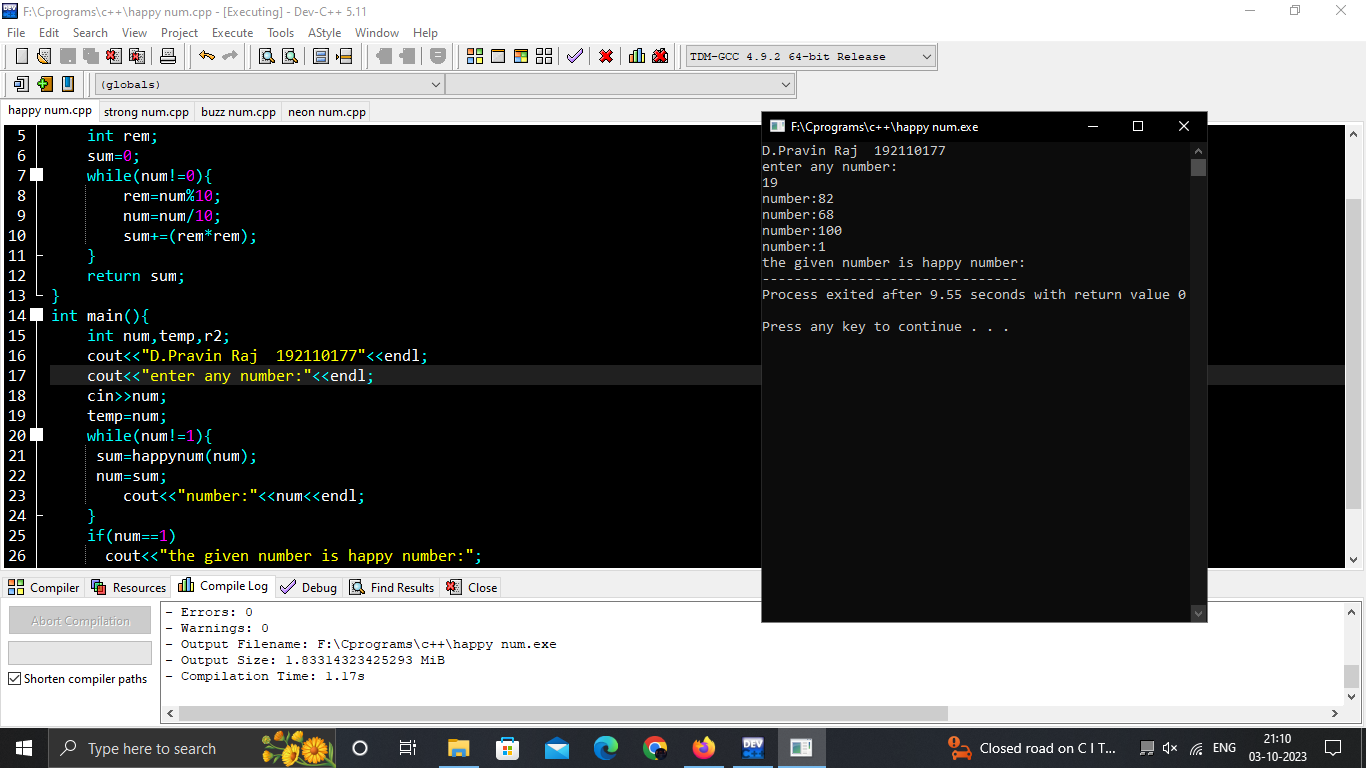 F:\Cprograms\c++\happy num.cpp - [Executing] - Dev-C++ 5.11
File Edit Search View Project Execute Tools AStyle Window Help
TDM-GCC 4.9.2 64-bit Release
(globals)
happy num.cpp strong num.cpp buzz num.cpp neon num.cpp
5 int rem;
6 sum=0;
7 while(num!=0){
8 rem=num%10;
9 num=num/10;
10 sum+=(rem*rem);
11 }
12 return sum;
13 }
14 int main(){
15 int num,temp,r2;
16 cout<<"D.Pravin Raj  192110177"<<endl;
17 cout<<"enter any number:"<<endl;
18 cin>>num;
19 temp=num;
20 while(num!=1){
21 sum=happynum(num);
22 num=sum;
23 cout<<"number:"<<num<<endl;
24 }
25 if(num==1)
26 cout<<"the given number is happy number:";
F:\Cprograms\c++\happy num.exe
D.Pravin Raj  192110177
enter any number:
19
number:82
number:68
number:100
number:1
the given number is happy number:
--------------------------------
Process exited after 9.55 seconds with return value 0
Press any key to continue . . .
Compiler Resources Compile Log Debug Find Results Close
Abort Compilation
Shorten compiler paths
- Errors: 0
- Warnings: 0
- Output Filename: F:\Cprograms\c++\happy num.exe
- Output Size: 1.83314323425293 MiB
- Compilation Time: 1.17s
Type here to search
DEV
Closed road on C I T...
ENG
21:10
03-10-2023